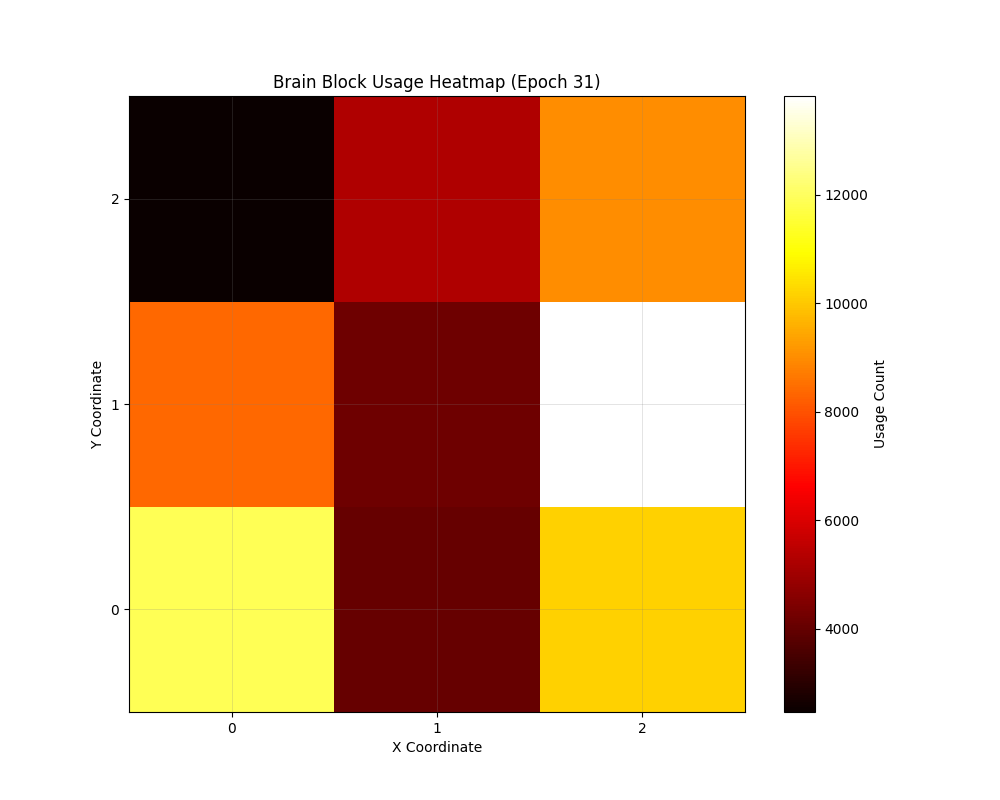 Brain Block Usage Heatmap (Epoch 31)
2
1
0
Y Coordinate
0 1 2
X Coordinate
12000
10000
8000
6000
4000
Usage Count